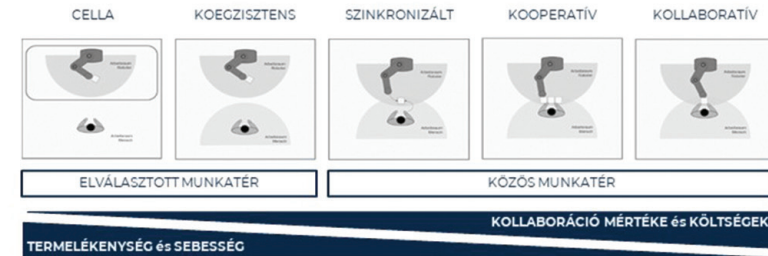 CELLA
KOEGZISZTENS
SZINKRONIZÁLT
KOOPERATÍV
KOLLABORATÍV
ELVÁLASZTOTT MUNKATÉR
KÖZÖS MUNKATÉR
KOLLABORÁCIÓ MÉRTÉKE és KÖLTSÉGEK
TERMELÉKENYSÉG és SEBESSÉG